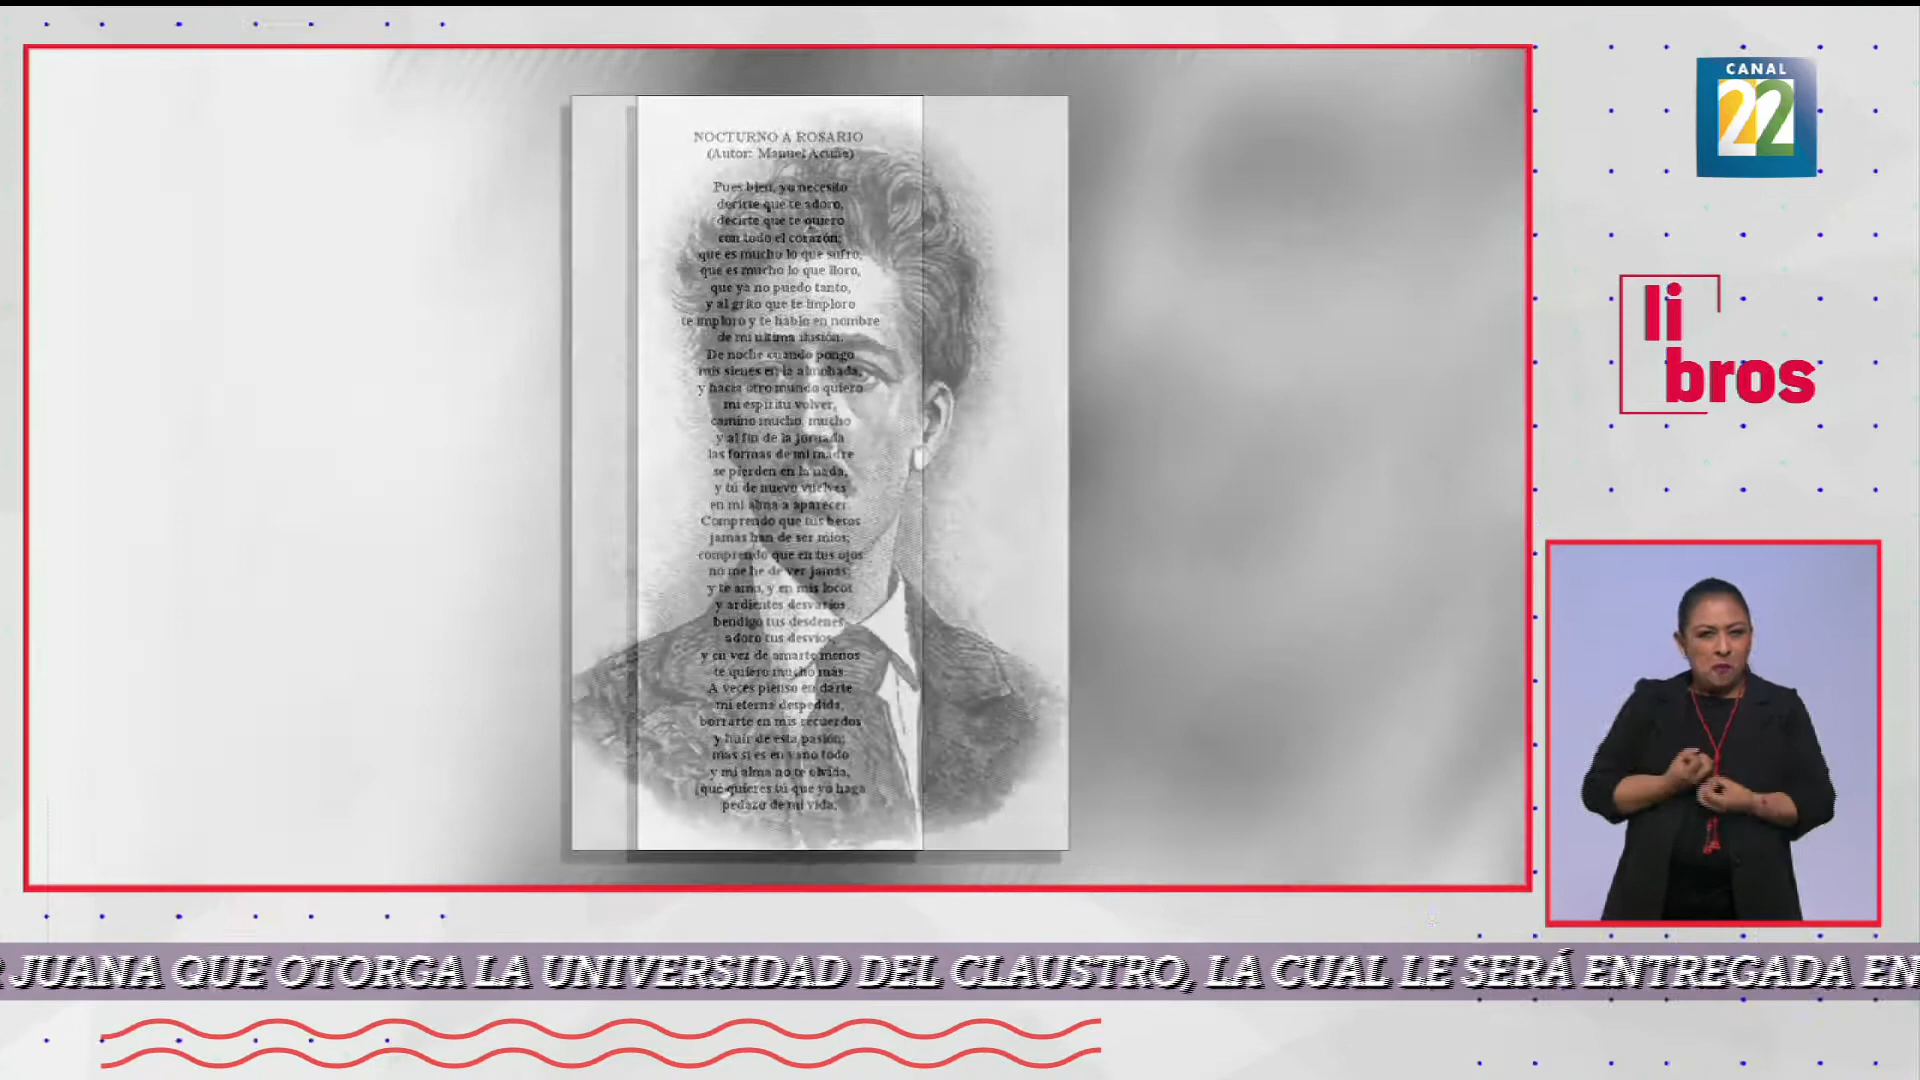 NOCTURNO A ROSARIO
(Autor: Manuel Acuñe)
Pues bien, yo necesito
decirte que te adoro,
decirte que te quiero
con todo el corazón;
que es mucho lo que sufro,
que es mucho lo que lloro,
que ya no puedo tanto,
y al grito que te imploro
te imploro y te hablo en nombre
de mi ultima ilusión.
De noche cuando pongo
mis sienes en la almohada,
y hacia otro mundo quiero
mi espíritu volver,
camino mucho, mucho
y al fin de la jornada
las formas de mi madre
se pierden en la nada,
y tú de nuevo vuelves
en mi alma a aparecer.
Comprendo que tus besos
jamas han de ser mios;
comprendo que en tus ojos
no me he de ver jamas;
y te amo, y en mis locos
y ardientes desvaríos
bendigo tus desdenes,
adoro tus desvíos,
y en vez de amarte menos
te quiero mucho más.
A veces pienso en darte
mi eterna despedida,
borrarte en mis recuerdos
y huir de esta pasión;
mas si es en vano todo
y mi alma no te olvida,
¡que quieres tú que yo haga
pedazo de mi vida,
CANAL
22
li
bros
JUANA QUE OTORGA LA UNIVERSIDAD DEL CLAUSTRO, LA CUAL LE SERÁ ENTREGADA EN